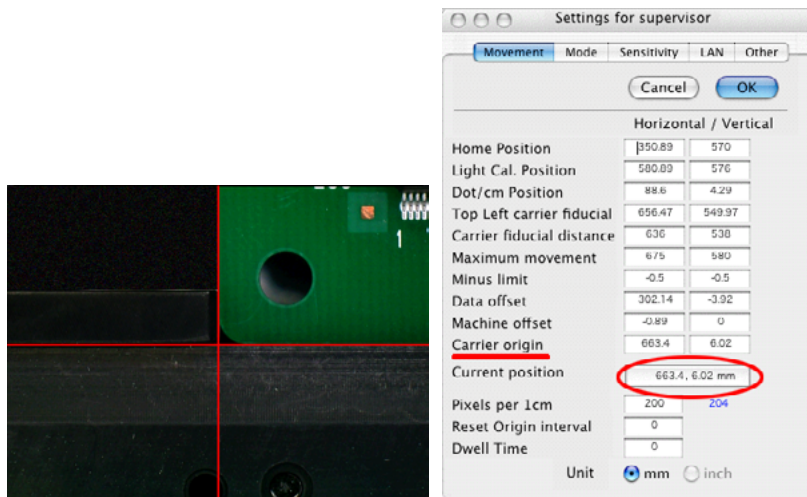 Settings for supervisor
Movement Mode Sensitivity LAN Other
Cancel OK
Horizontal / Vertical
Home Position 350.89 570
Light Cal. Position 580.89 576
Dot/cm Position 88.6 4.29
Top Left carrier fiducial 656.47 549.97
Carrier fiducial distance 636 538
Maximum movement 675 580
Minus limit -0.5 -0.5
Data offset 302.14 -3.92
Machine offset -0.89 0
Carrier origin 663.4 6.02
Current position 663.4, 6.02 mm
Pixels per 1cm 200 204
Reset Origin interval 0
Dwell Time 0
Unit mm inch
1